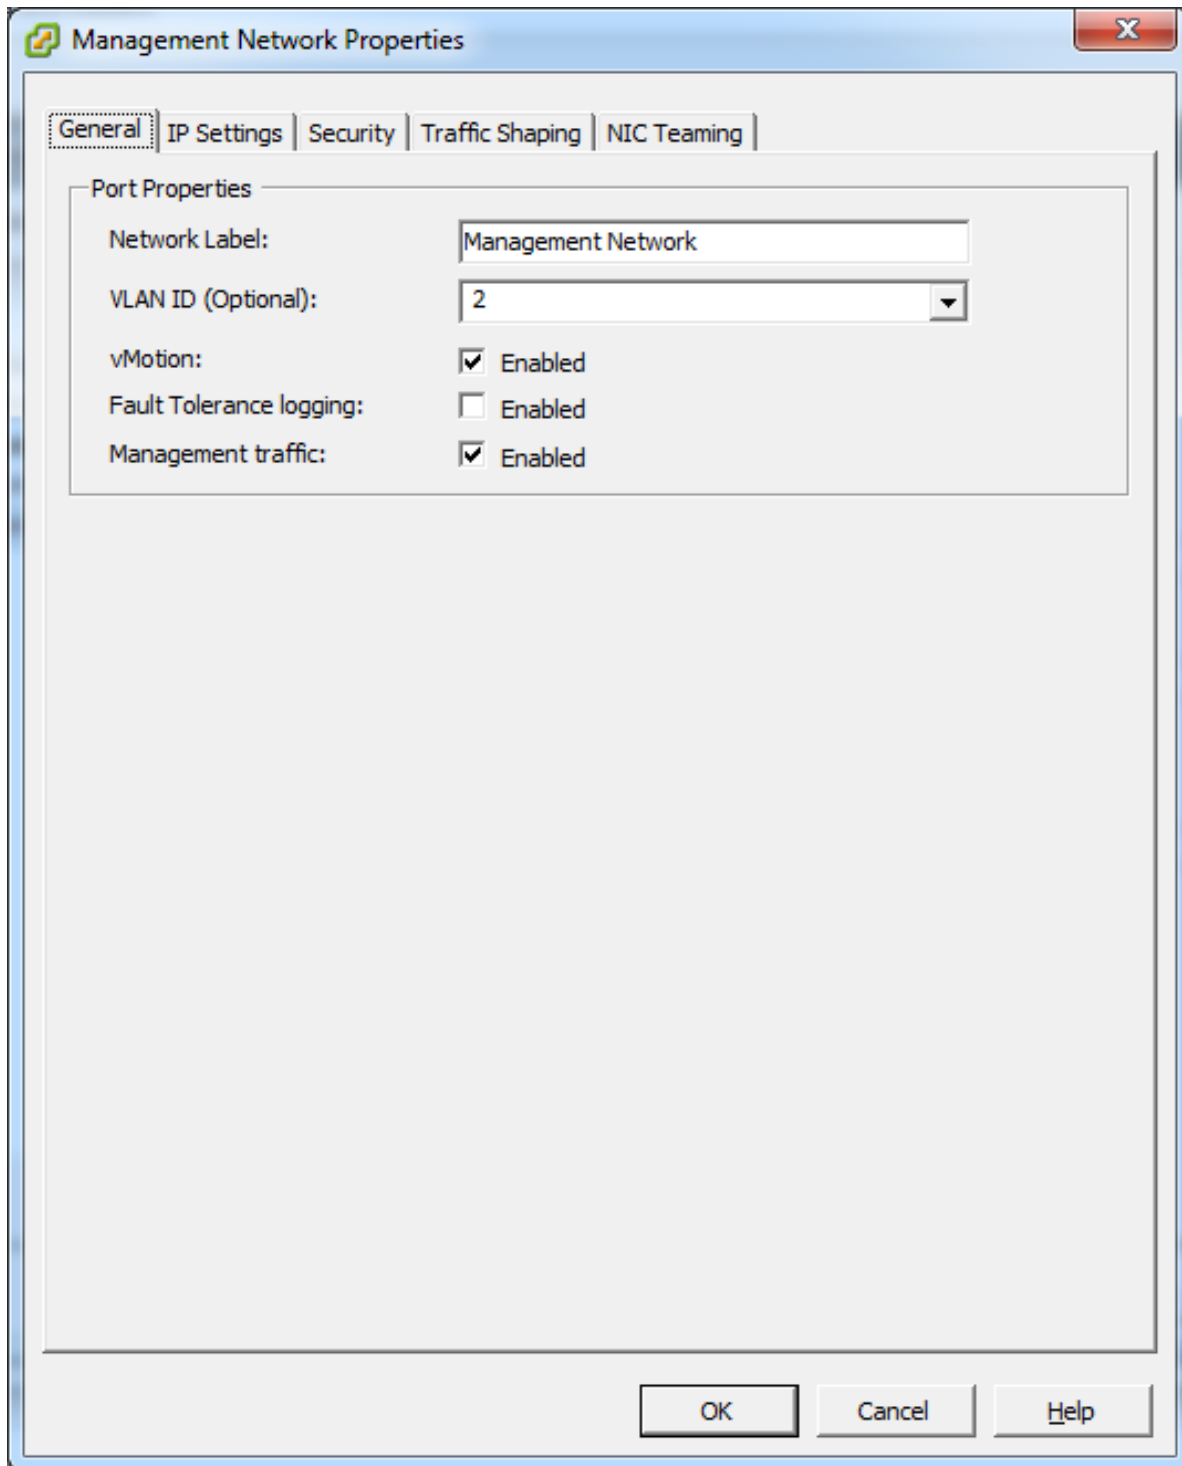 Management Network Properties
General IP Settings Security Traffic Shaping NIC Teaming
Port Properties
Network Label: Management Network
VLAN ID (Optional): 2
vMotion: Enabled
Fault Tolerance logging: Enabled
Management traffic: Enabled
OK Cancel Help